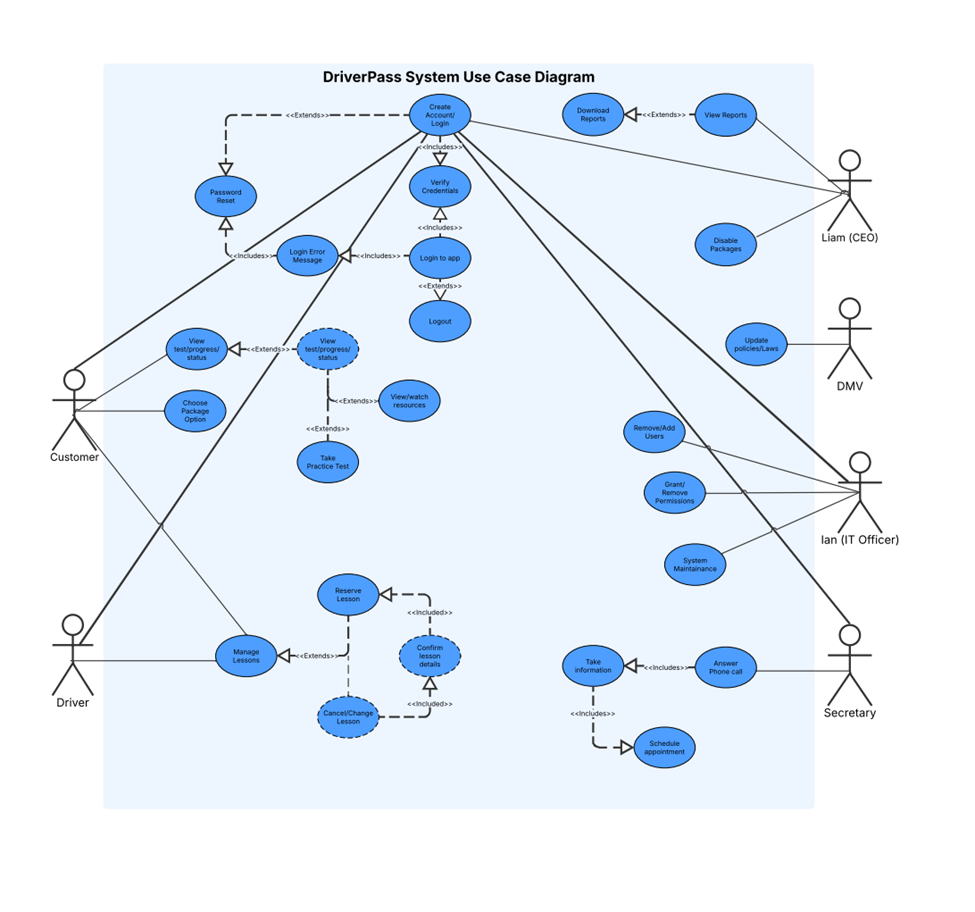 DriverPass System Use Case Diagram
Create
Account/
Login
Download
Reports
<<Extends>>
View Reports
<<Extends>>
<<Includes>>
Verify
Credentials
Password
Reset
<<Includes>>
Liam (CEO)
Disable
Packages
Login Error
Message
<<Includes>>
<<Includes>>
Login to app
<<Extends>>
Logout
View
test/progress/
status
<<Extends>>
View
test/progress/
status
Update
policies/Laws
DMV
Choose
Package
Option
<<Extends>>
View/watch
resources
<<Extends>>
Customer
Take
Practice Test
Remove/Add
Users
Grant/
Remove
Permissions
Ian (IT Officer)
System
Maintainance
Reserve
Lesson
<<Included>>
Manage
Lessons
<<Extends>>
Confirm
lesson
details
<<Included>>
Cancel/Change
Lesson
Driver
Take
information
<<Includes>>
Answer
Phone call
Secretary
<<Includes>>
Schedule
appointment